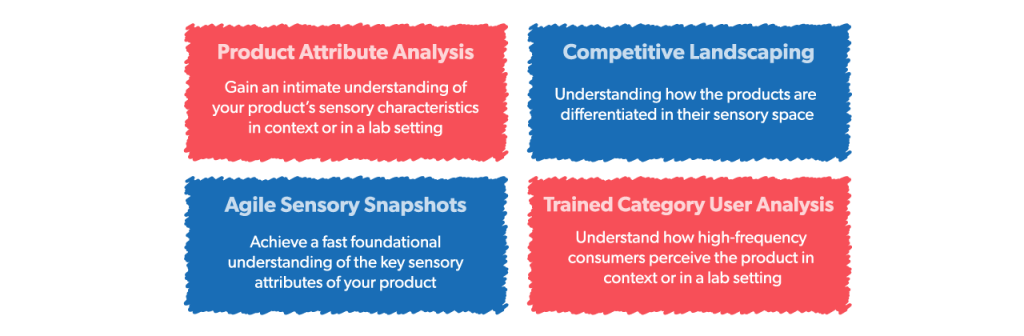 Product Attribute Analysis
Gain an intimate understanding of
your product's sensory characteristics
in context or in a lab setting
Competitive Landscaping
Understanding how the products are
differentiated in their sensory space
Agile Sensory Snapshots
Achieve a fast foundational
understanding of the key sensory
attributes of your product
Trained Category User Analysis
Understand how high-frequency
consumers perceive the product in
context or in a lab setting